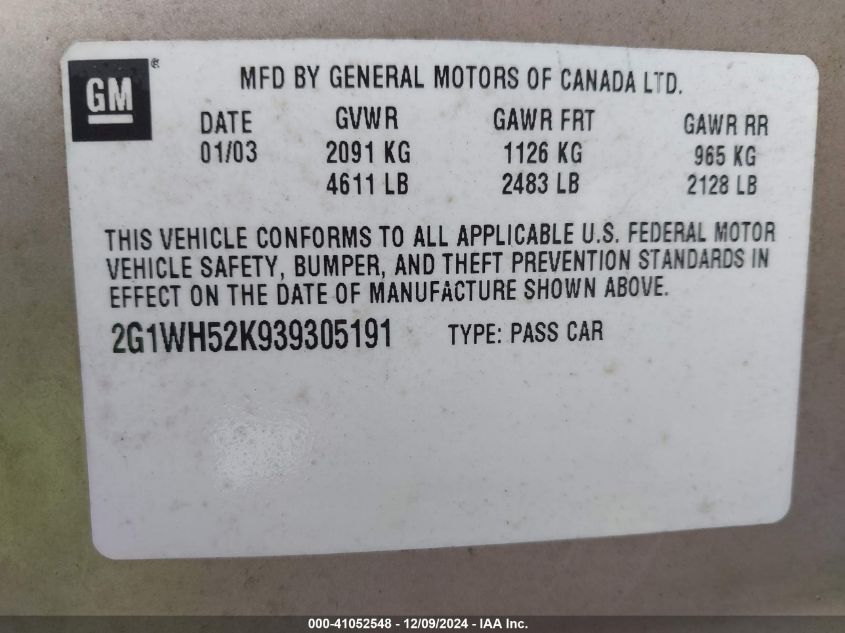 GM ®
MFD BY GENERAL MOTORS OF CANADA LTD.
DATE GVWR GAWR FRT GAWR RR
01/03 2091 KG 1126 KG 965 KG
4611 LB 2483 LB 2128 LB
THIS VEHICLE CONFORMS TO ALL APPLICABLE U.S. FEDERAL MOTOR
VEHICLE SAFETY, BUMPER, AND THEFT PREVENTION STANDARDS IN
EFFECT ON THE DATE OF MANUFACTURE SHOWN ABOVE.
2G1WH52K939305191 TYPE: PASS CAR
000-41052548 - 12/09/2024 - IAA Inc.